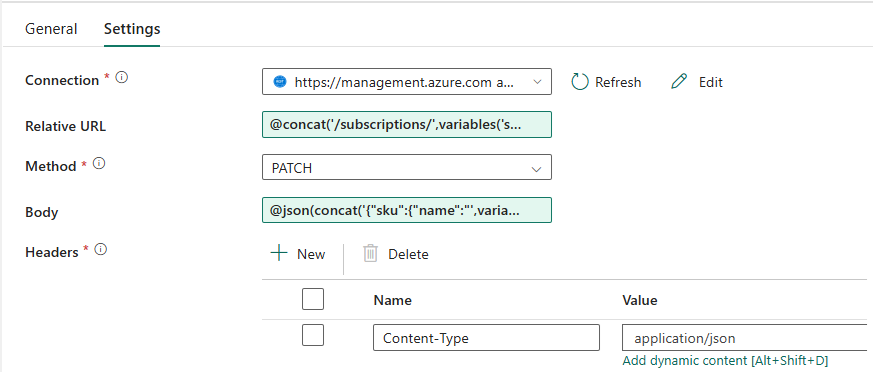 General Settings
Connection * https://management.azure.com a... Refresh Edit
Relative URL @concat('/subscriptions/',variables('s...
Method * PATCH
Body @json(concat('{"sku":{"name":"',varia...
Headers * New Delete
Name Value
Content-Type application/json
Add dynamic content [Alt+Shift+D]